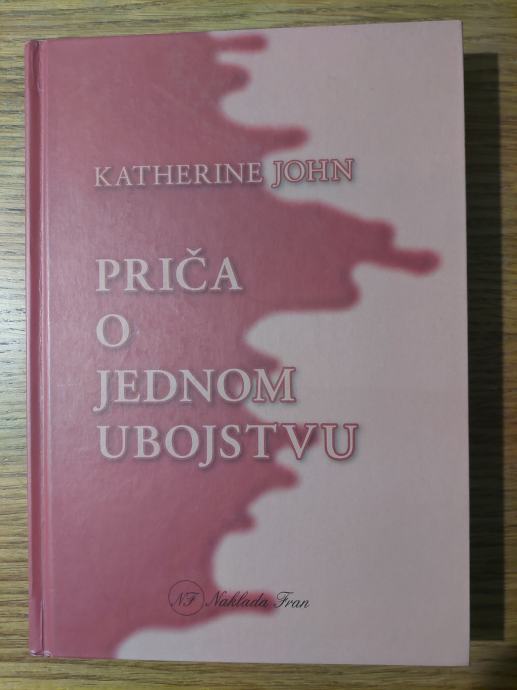 KATHERINE JOHN
PRIČA
O
JEDNOM
UBOJSTVU
NF Naklada Fran